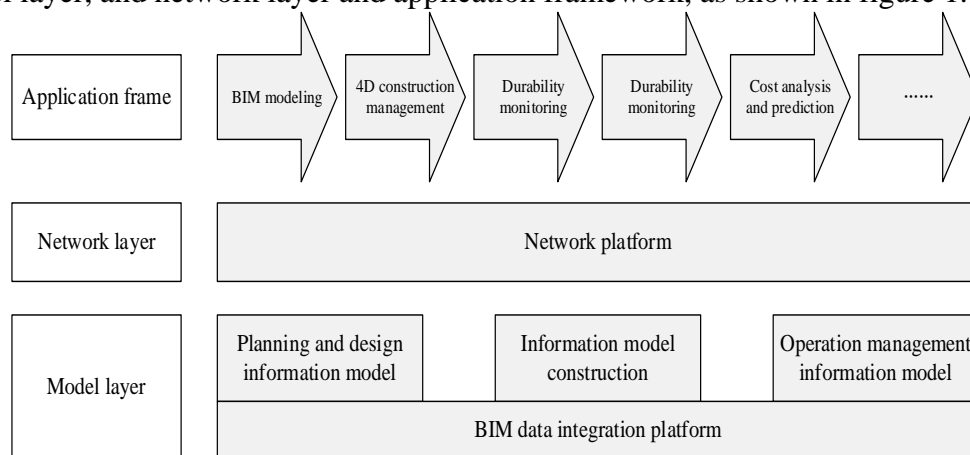 layer, and network layer and application framework, as shown in figure 1.
Application frame
BIM modeling
4D construction
management
Durability
monitoring
Durability
monitoring
Cost analysis
and prediction
......
Network layer
Network platform
Model layer
Planning and design
information model
Information model
construction
Operation management
information model
BIM data integration platform